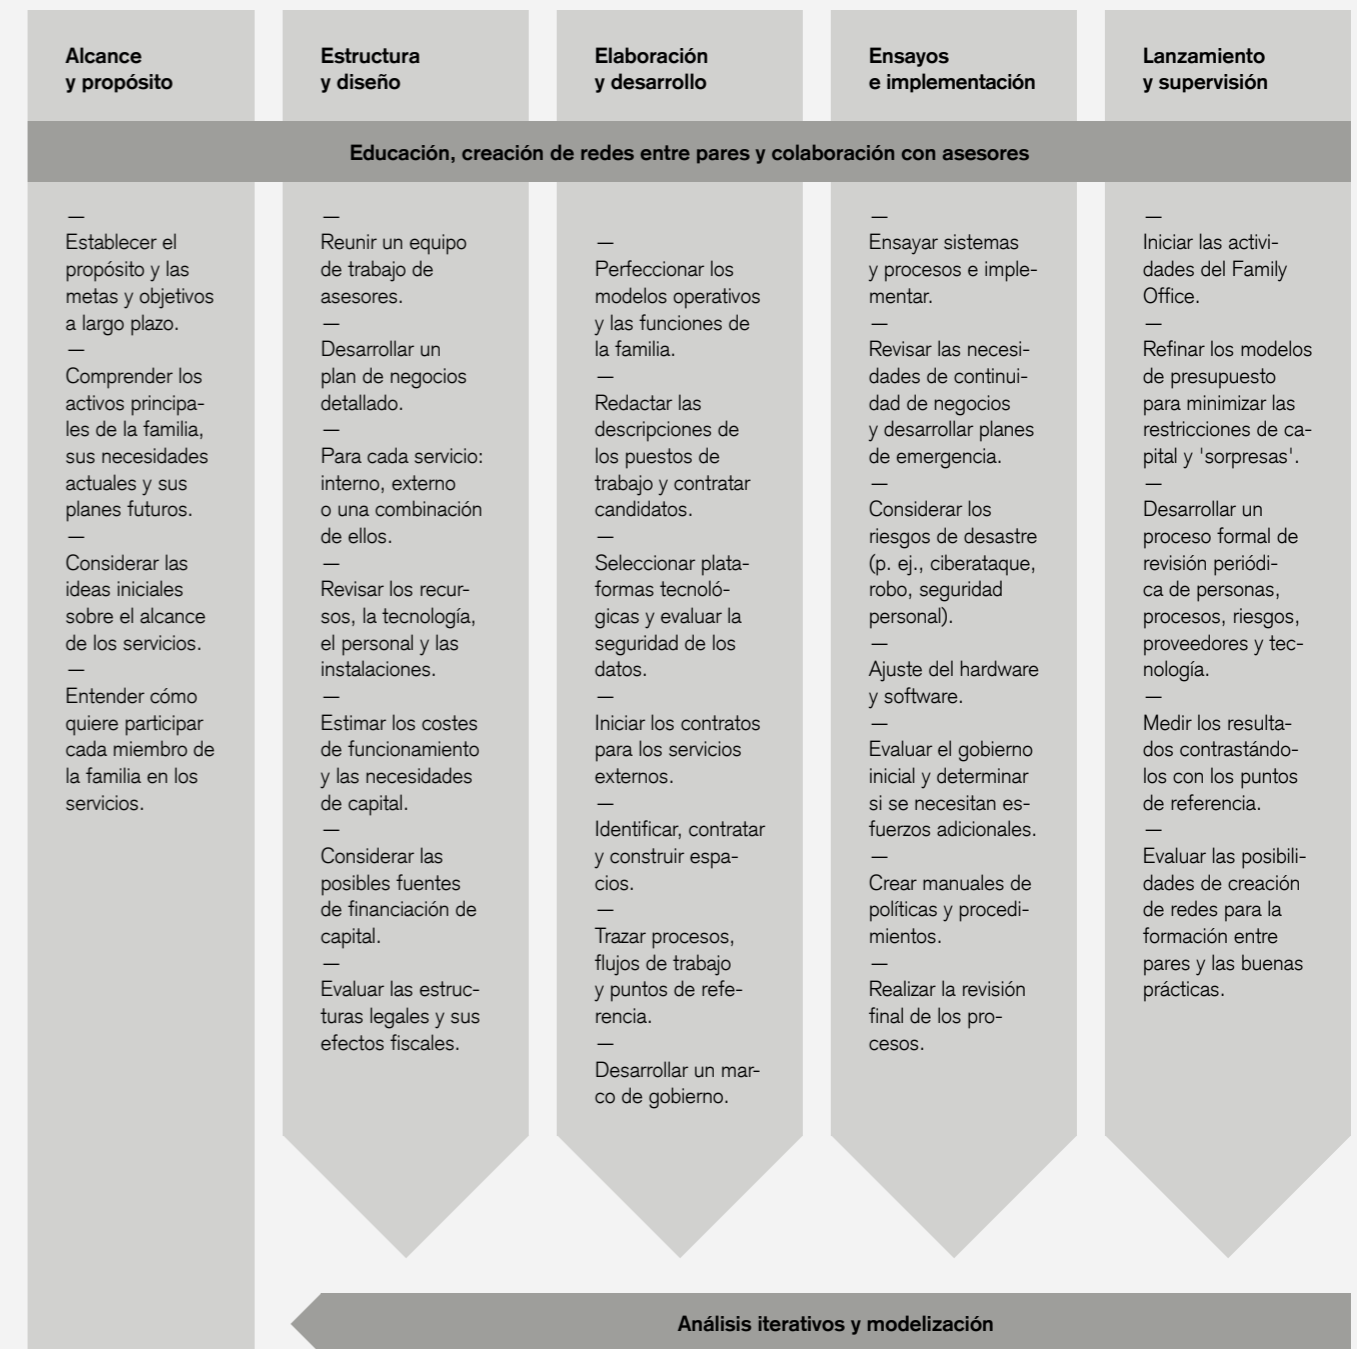 Alcance
y propósito
Estructura
y diseño
Elaboración
y desarrollo
Ensayos
e implementación
Lanzamiento
y supervisión
Educación, creación de redes entre pares y colaboración con asesores
—
Establecer el
propósito y las
metas y objetivos
a largo plazo.
—
Comprender los
activos principa-
les de la familia,
sus necesidades
actuales y sus
planes futuros.
—
Considerar las
ideas iniciales
sobre el alcance
de los servicios.
—
Entender cómo
quiere participar
cada miembro de
la familia en los
servicios.
—
Reunir un equipo
de trabajo de
asesores.
—
Desarrollar un
plan de negocios
detallado.
—
Para cada servicio:
interno, externo
o una combinación
de ellos.
—
Revisar los recur-
sos, la tecnología,
el personal y las
instalaciones.
—
Estimar los costes
de funcionamiento
y las necesidades
de capital.
—
Considerar las
posibles fuentes
de financiación de
capital.
—
Evaluar las estruc-
turas legales y sus
efectos fiscales.
—
Perfeccionar los
modelos operativos
y las funciones de
la familia.
—
Redactar las
descripciones de
los puestos de
trabajo y contratar
candidatos.
—
Seleccionar plata-
formas tecnoló-
gicas y evaluar la
seguridad de los
datos.
—
Iniciar los contratos
para los servicios
externos.
—
Identificar, contratar
y construir espa-
cios.
—
Trazar procesos,
flujos de trabajo
y puntos de refe-
rencia.
—
Desarrollar un mar-
co de gobierno.
—
Ensayar sistemas
y procesos e imple-
mentar.
—
Revisar las necesi-
dades de continui-
dad de negocios
y desarrollar planes
de emergencia.
—
Considerar los
riesgos de desastre
(p. ej., ciberataque,
robo, seguridad
personal).
—
Ajuste del hardware
y software.
—
Evaluar el gobierno
inicial y determinar
si se necesitan es-
fuerzos adicionales.
—
Crear manuales de
políticas y procedi-
mientos.
—
Realizar la revisión
final de los pro-
cesos.
—
Iniciar las activi-
dades del Family
Office.
—
Refinar los modelos
de presupuesto
para minimizar las
restricciones de ca-
pital y 'sorpresas'.
—
Desarrollar un
proceso formal de
revisión periódi-
ca de personas,
procesos, riesgos,
proveedores y tec-
nología.
—
Medir los resulta-
dos contrastándo-
los con los puntos
de referencia.
—
Evaluar las posibili-
dades de creación
de redes para la
formación entre
pares y las buenas
prácticas.
Análisis iterativos y modelización